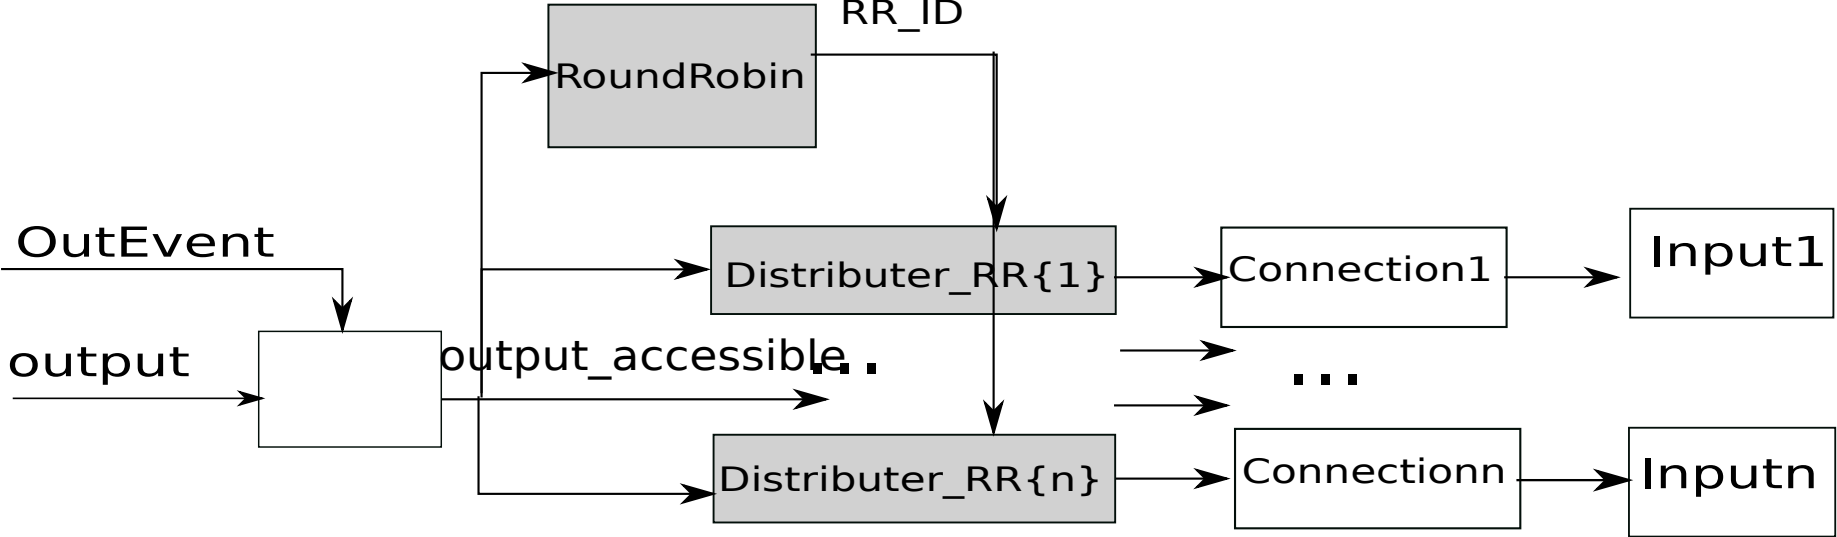 RR_ID
RoundRobin
OutEvent
Distributer_RR{1}
Connection1
Input1
output
output_accessible
...
...
Distributer_RR{n}
Connectionn
Inputn